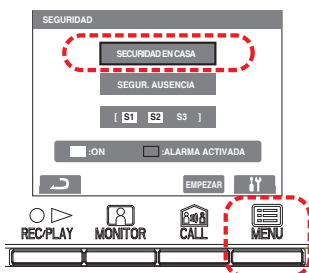 SEGURIDAD
SEGURIDAD EN CASA
SEGUR. AUSENCIA
[ S1 S2 S3 ]
:ON :ALARMA ACTIVADA
EMPEZAR
REC/PLAY MONITOR CALL MENU